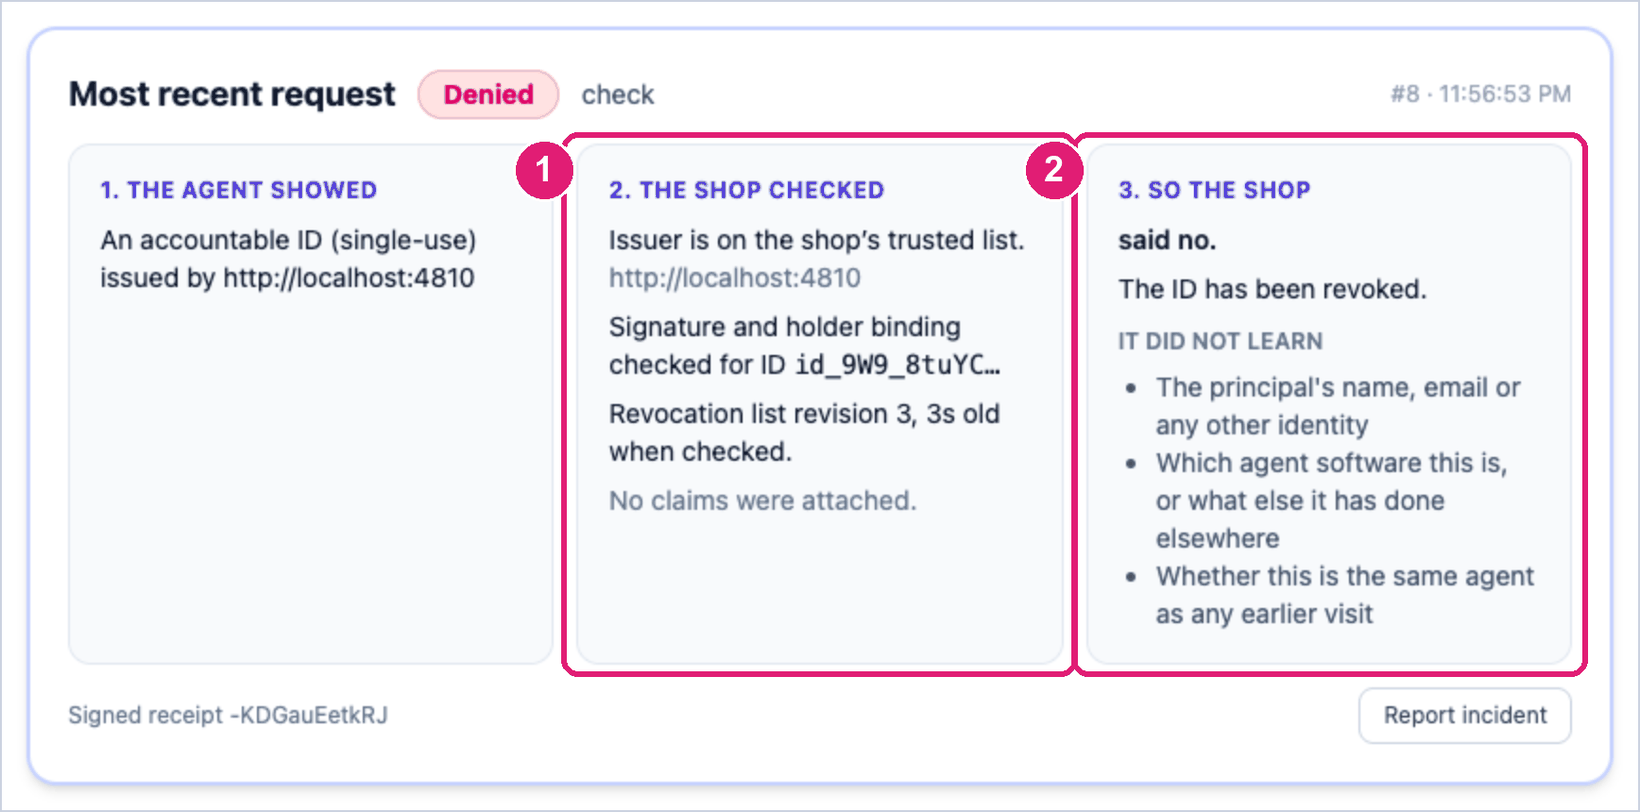 Most recent request Denied check #8 · 11:56:53 PM
1
2
1. THE AGENT SHOWED
An accountable ID (single-use)
issued by http://localhost:4810
2. THE SHOP CHECKED
Issuer is on the shop’s trusted list.
http://localhost:4810
Signature and holder binding
checked for ID id_9W9_8tuYC…
Revocation list revision 3, 3s old
when checked.
No claims were attached.
3. SO THE SHOP
said no.
The ID has been revoked.
IT DID NOT LEARN
• The principal's name, email or
any other identity
• Which agent software this is,
or what else it has done
elsewhere
• Whether this is the same agent
as any earlier visit
Signed receipt -KDGauEetkRJ
Report incident